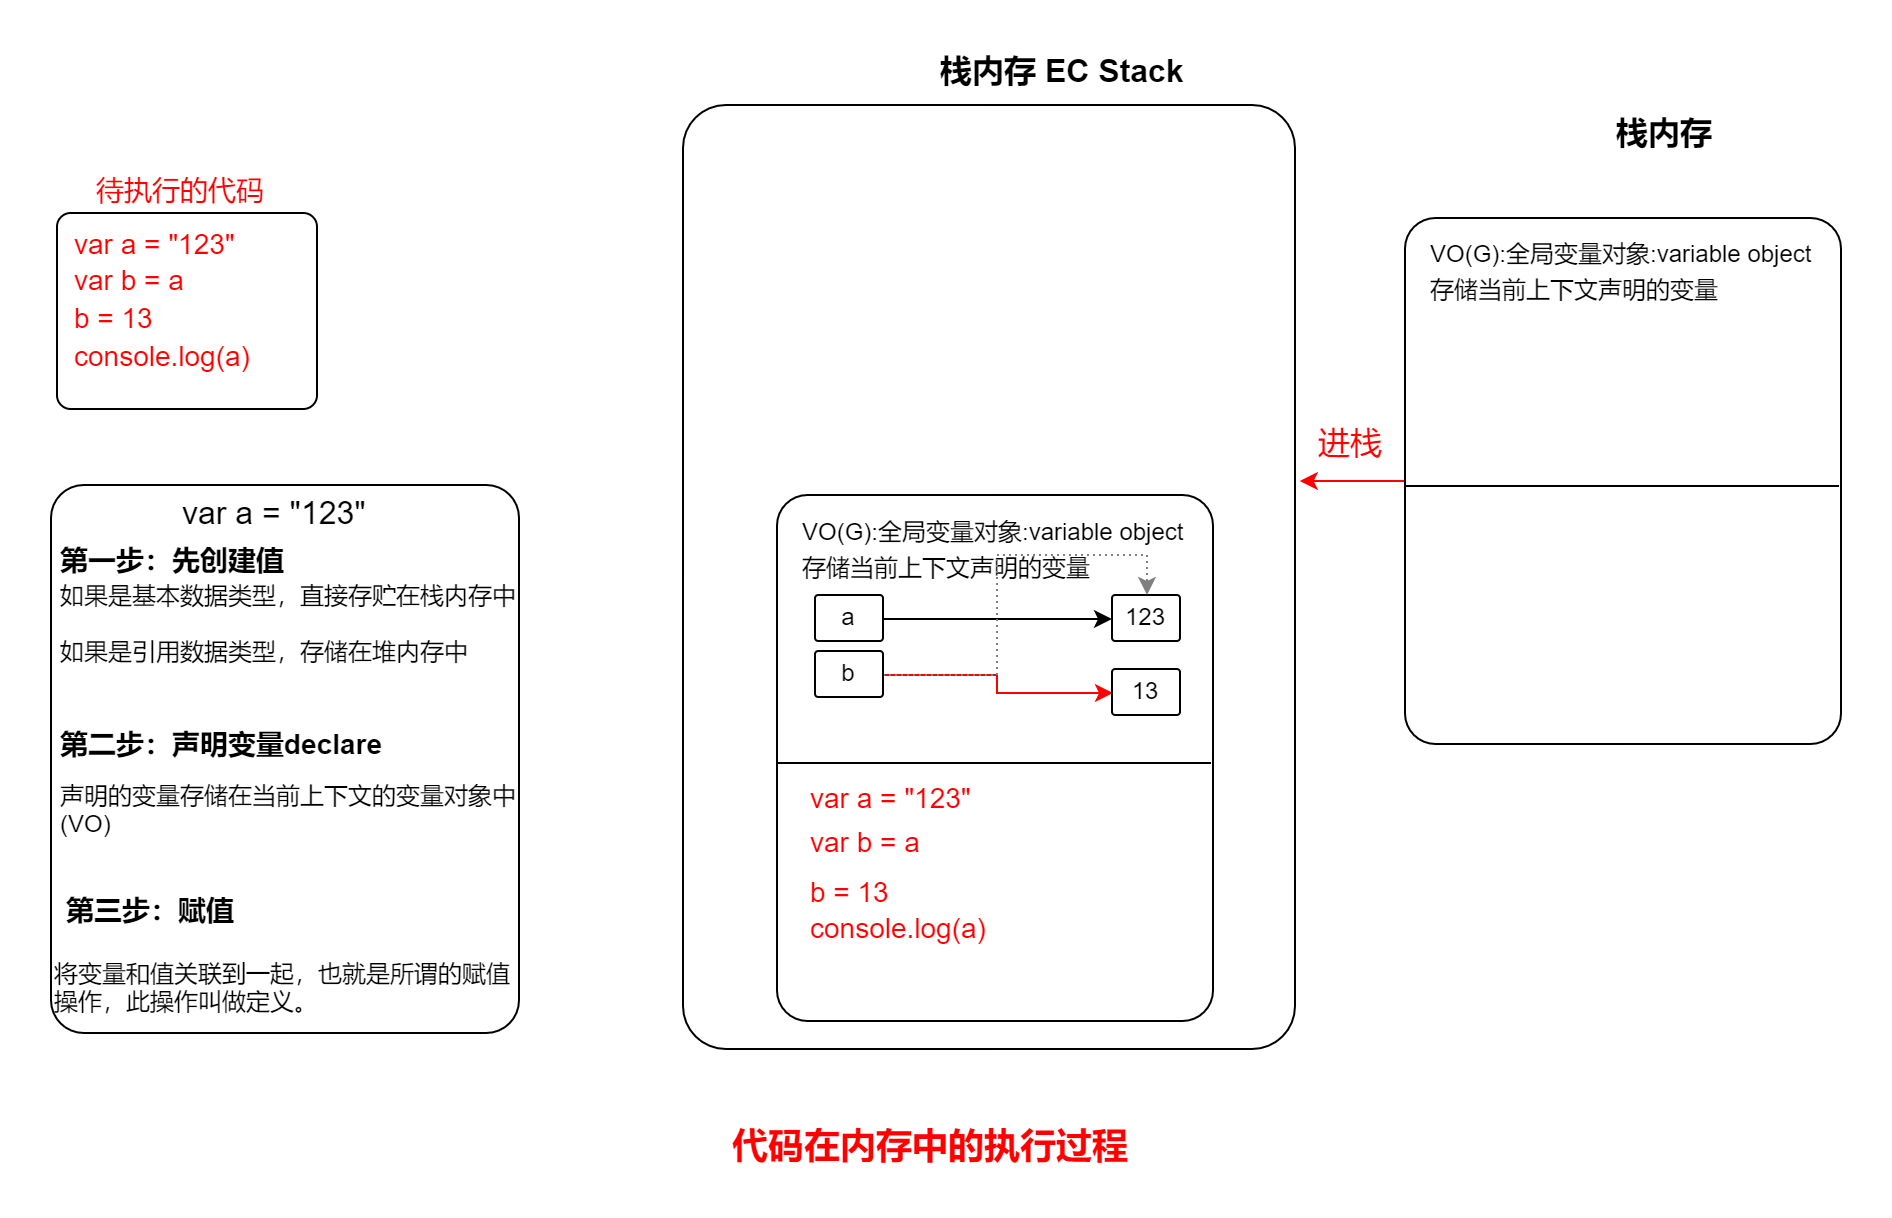 栈内存 EC Stack
栈内存
待执行的代码
var a = "123"
var b = a
b = 13
console.log(a)
VO(G):全局变量对象:variable object
存储当前上下文声明的变量
进栈
var a = "123"
第一步：先创建值
如果是基本数据类型，直接存贮在栈内存中
如果是引用数据类型，存储在堆内存中
第二步：声明变量declare
声明的变量存储在当前上下文的变量对象中
(VO)
第三步：赋值
将变量和值关联到一起，也就是所谓的赋值
操作，此操作叫做定义。
VO(G):全局变量对象:variable object
存储当前上下文声明的变量
a
123
b
13
var a = "123"
var b = a
b = 13
console.log(a)
代码在内存中的执行过程